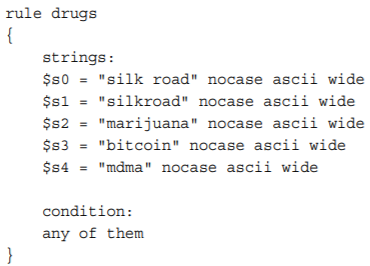 rule drugs
{
    strings:
    $s0 = "silk road" nocase ascii wide
    $s1 = "silkroad" nocase ascii wide
    $s2 = "marijuana" nocase ascii wide
    $s3 = "bitcoin" nocase ascii wide
    $s4 = "mdma" nocase ascii wide

    condition:
    any of them
}